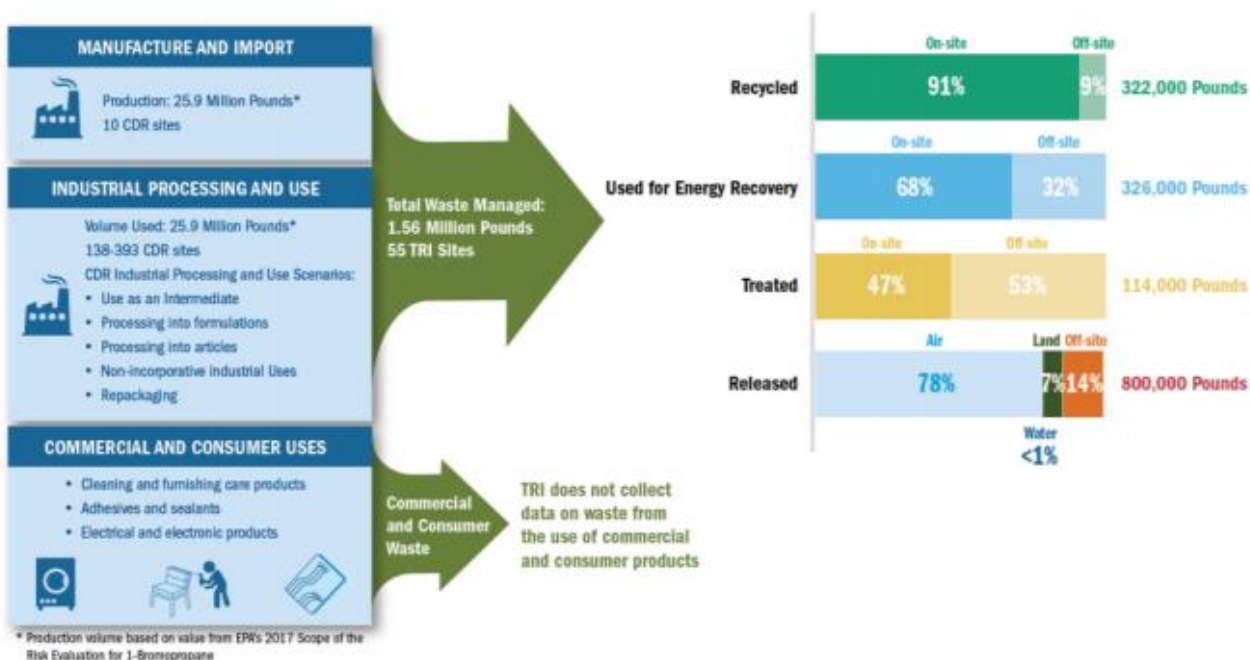 MANUFACTURE AND IMPORT
Production: 25.9 Million Pounds*
10 CDR sites
INDUSTRIAL PROCESSING AND USE
Volume Used: 25.9 Million Pounds*
138-393 CDR sites
CDR Industrial Processing and Use Scenarios:
• Use as an Intermediate
• Processing into formulations
• Processing into articles
• Non-incorporative industrial Uses
• Repackaging
COMMERCIAL AND CONSUMER USES
• Cleaning and furnishing care products
• Adhesives and sealants
• Electrical and electronic products
* Production volume based on value from EPA's 2017 Scope of the
Risk Evaluation for 1-Bromopropane
Total Waste Managed:
1.56 Million Pounds
55 TRI Sites
Commercial
and Consumer
Waste
TRI does not collect
data on waste from
the use of commercial
and consumer products
On-site Off-site
Recycled 91% 9% 322,000 Pounds
On-site Off-site
Used for Energy Recovery 68% 32% 326,000 Pounds
On-site Off-site
Treated 47% 53% 114,000 Pounds
Air Land Off-site
Released 78% 7% 14% 800,000 Pounds
Water
<1%